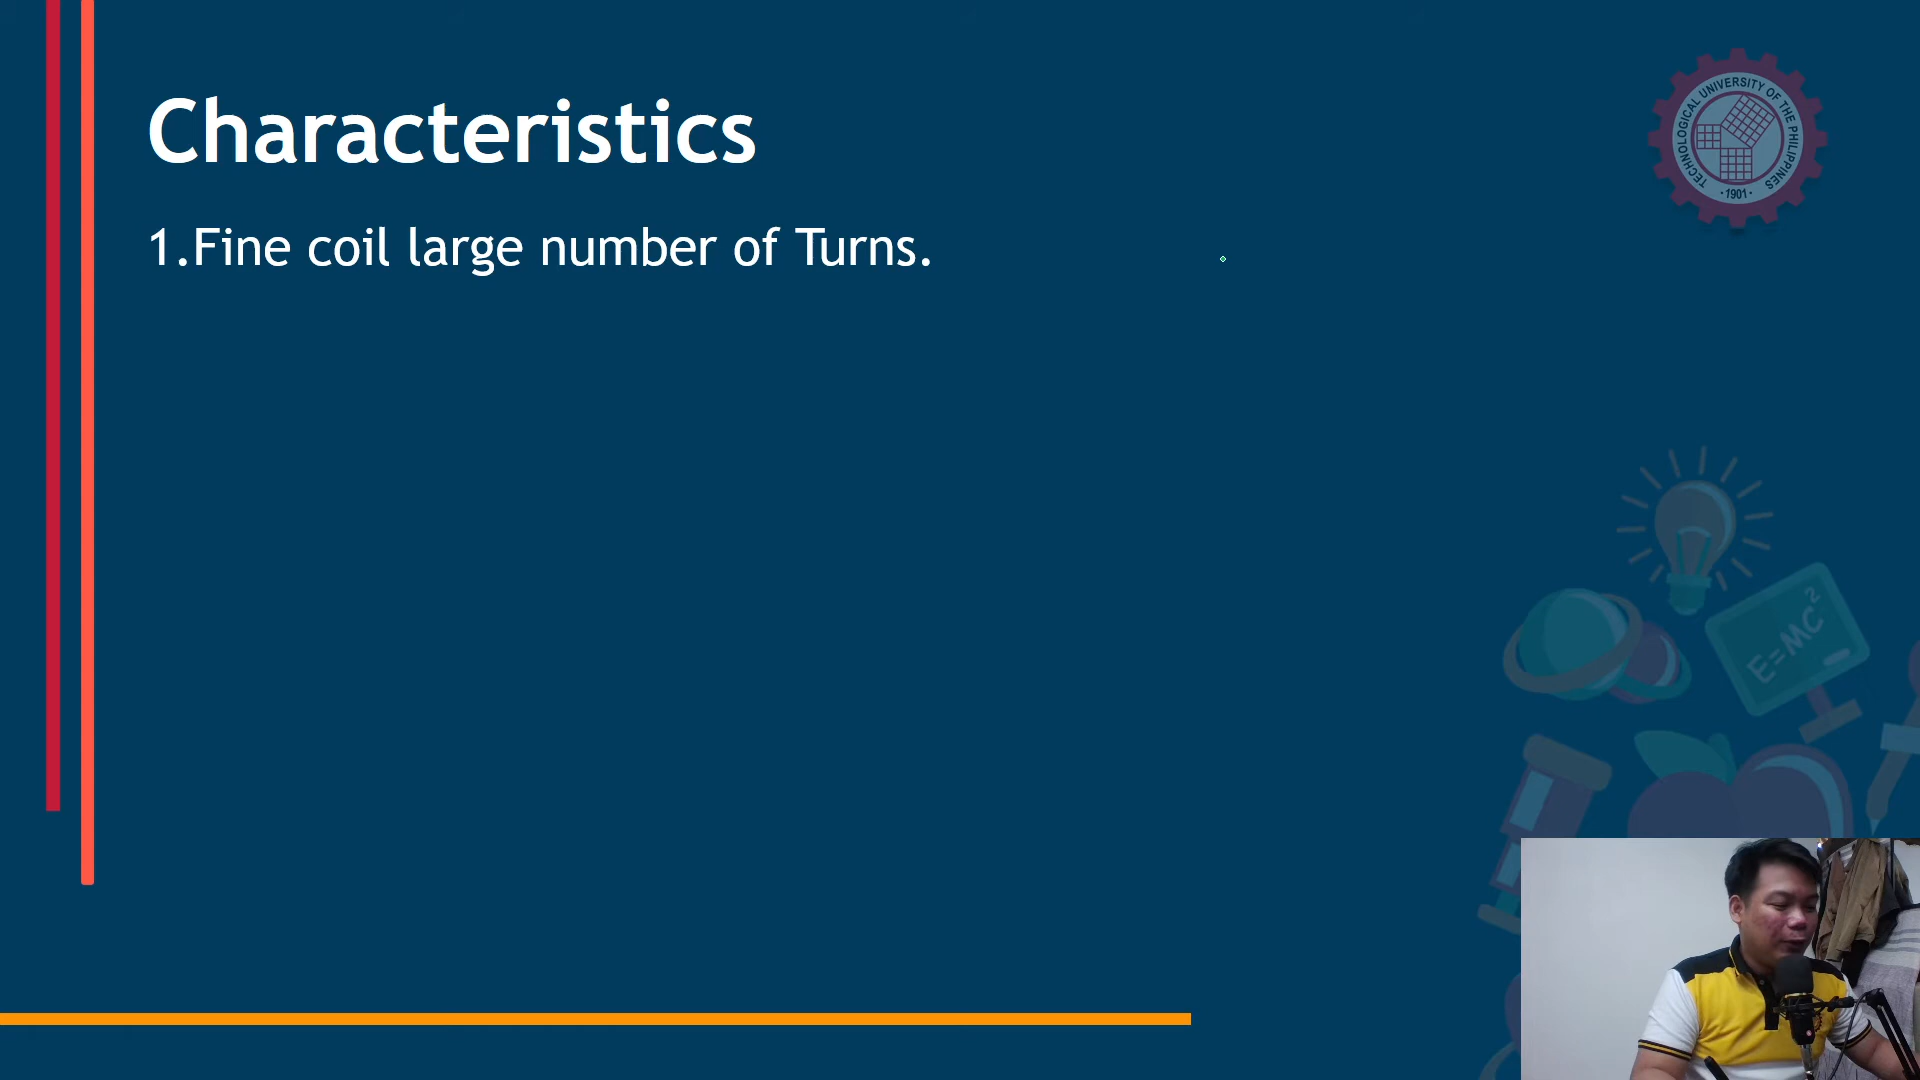 Characteristics
TECHNOLOGICAL UNIVERSITY OF THE PHILIPPINES
· 1901 ·
1.Fine coil large number of Turns.
E=MC²